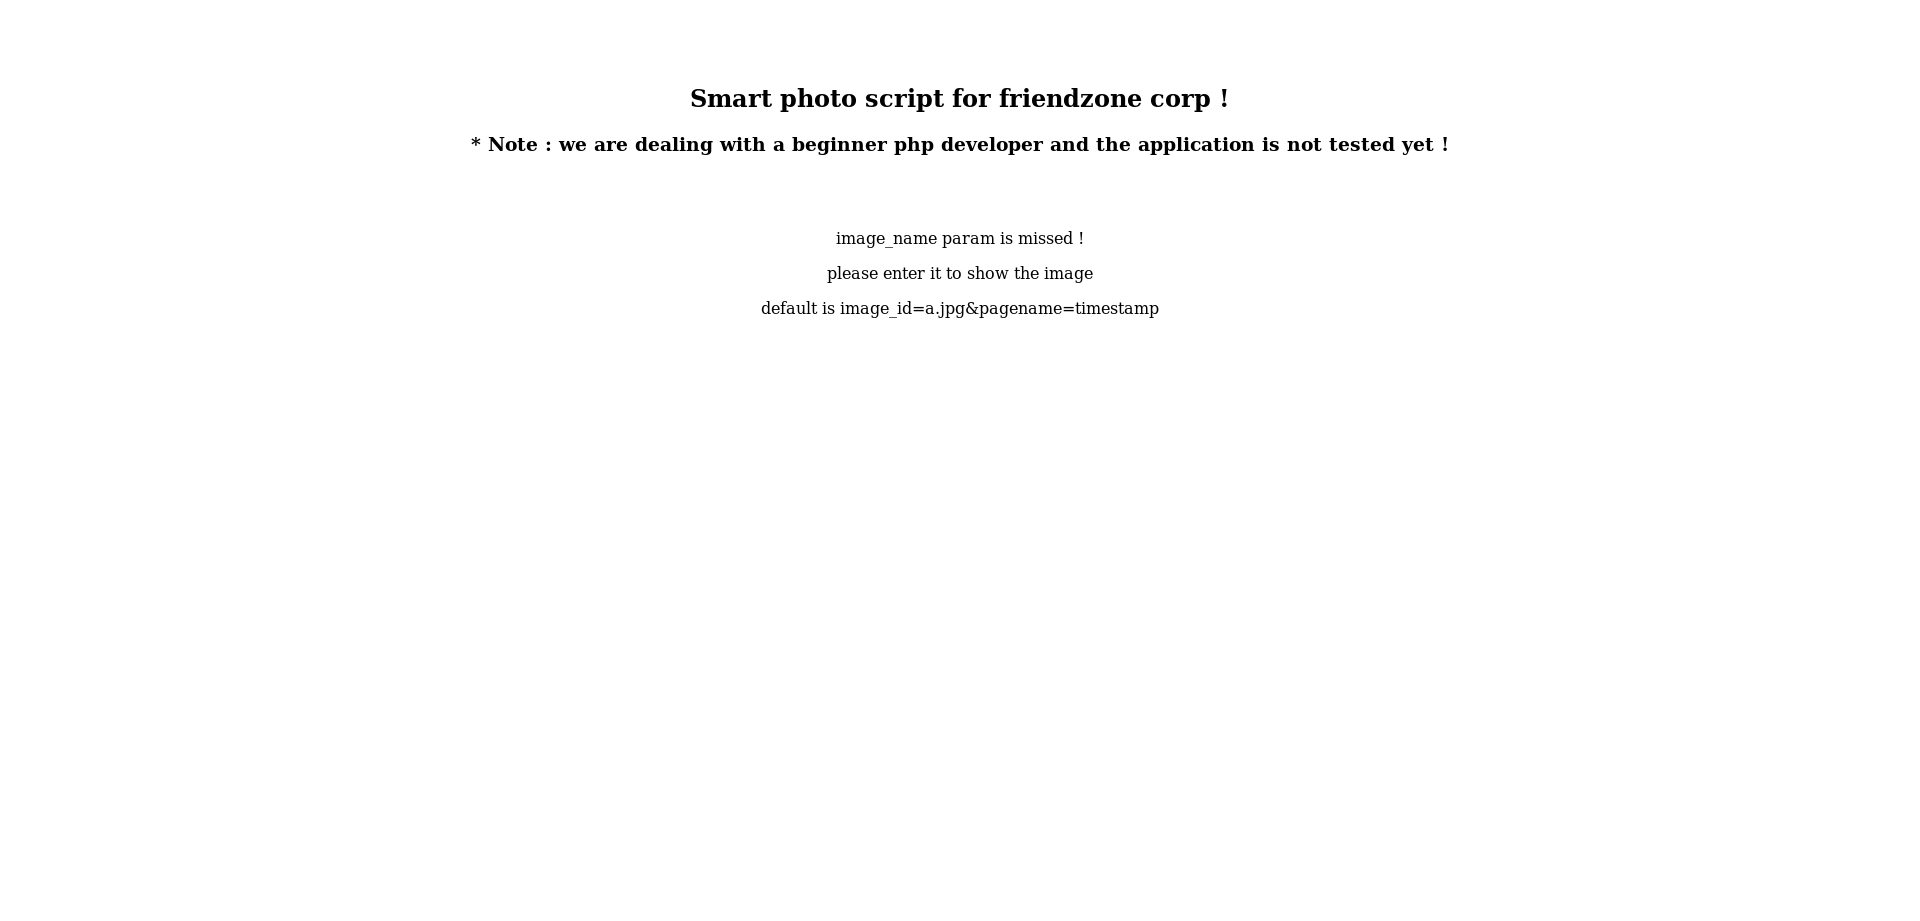 Smart photo script for friendzone corp !
* Note : we are dealing with a beginner php developer and the application is not tested yet !
image_name param is missed !
please enter it to show the image
default is image_id=a.jpg&pagename=timestamp